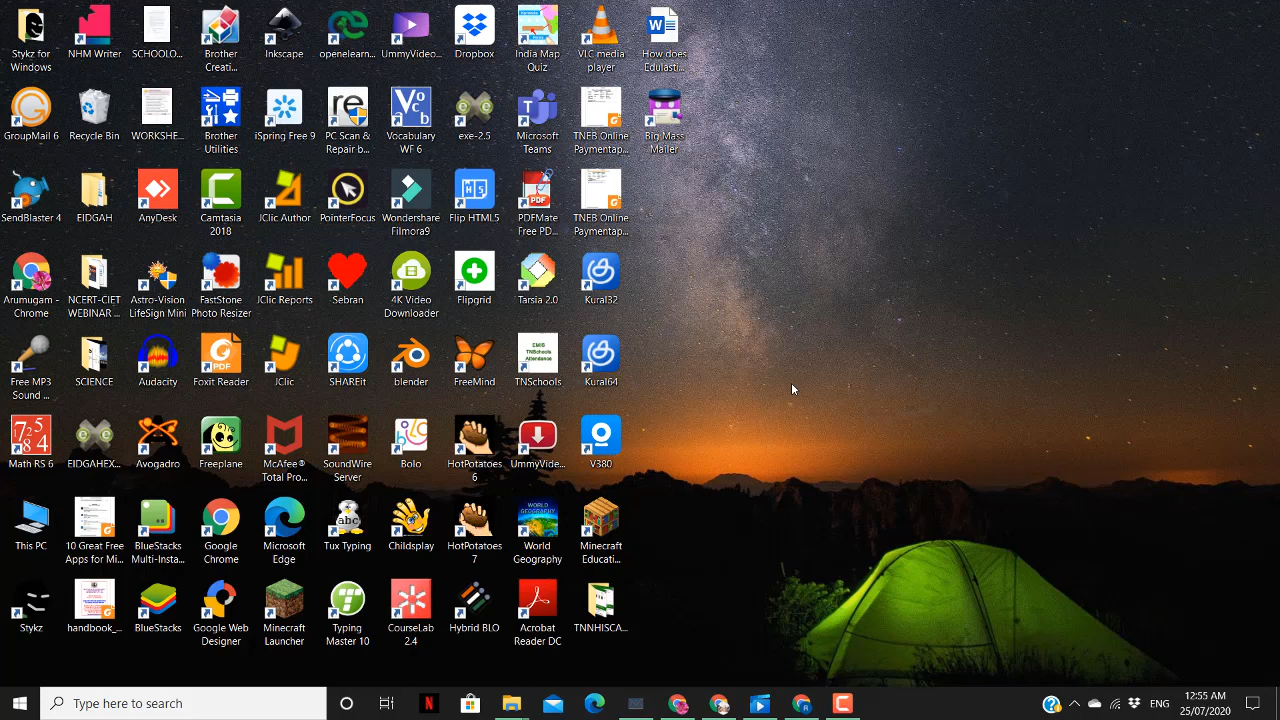 Stykz for Windows
NHM Writer
SCHOOLO...
Brother Creati...
Inkscape
openelearn...
UmmyVideo...
Dropbox
India Map Quiz
VLC media player
How does Edulasti...
GroupMail 6
Recycle Bin
WORKSHE...
Brother Utilities
iSpring Free 9
PC Scan & Repair b...
Vocabulary WF 6
exe-2.5
Microsoft Teams
TNEB Online Paymentap...
Big Mass Mailer
SendBlaster 4
EIDGAH
AnyDesk
Camtasia 2018
JClic Author
PointerFocus
Wondershare Filmora9
Flip HTML5
PDFMate Free PD...
TNEB Online Paymentap...
Arumugam - Chrome
NCERT-CIET WEBINAR ...
Astro-Vision LifeSign Mini
FastStone Photo Resizer
JClic Reports
Sebran
4K Video Downloader
Flipgrid
Tarsia 2.0
Kural32
Free MP3 Sound ...
SCIENCE
Audacity
Foxit Reader
JClic
SHAREit
blender
FreeMind
EMIS TNSchools Attendance
TNSchools
Kural64
Math RS 6
EIDGAHEX...
Avogadro
Freeplane
McAfee® Total Pro...
SoundWire Server
Bolo
HotPotatoes 6
UmmyVide...
V380
This PC
10 Great Free Apps for Mi...
BlueStacks Multi-Insta...
Google Chrome
Microsoft Edge
abc
Tux Typing
Childsplay
HotPotatoes 7
WORLD GEOGRAPHY
World Geography
Minecraft Educati...
Stykz
handbook_...
BlueStacks
Google Web Designer
Minecraft Launcher
Typing Master 10
CourseLab 2.4
Hybrid BLO
Acrobat Reader DC
TNNHISCA...
Type here to search
ENG
12:55 AM
25/07/2020